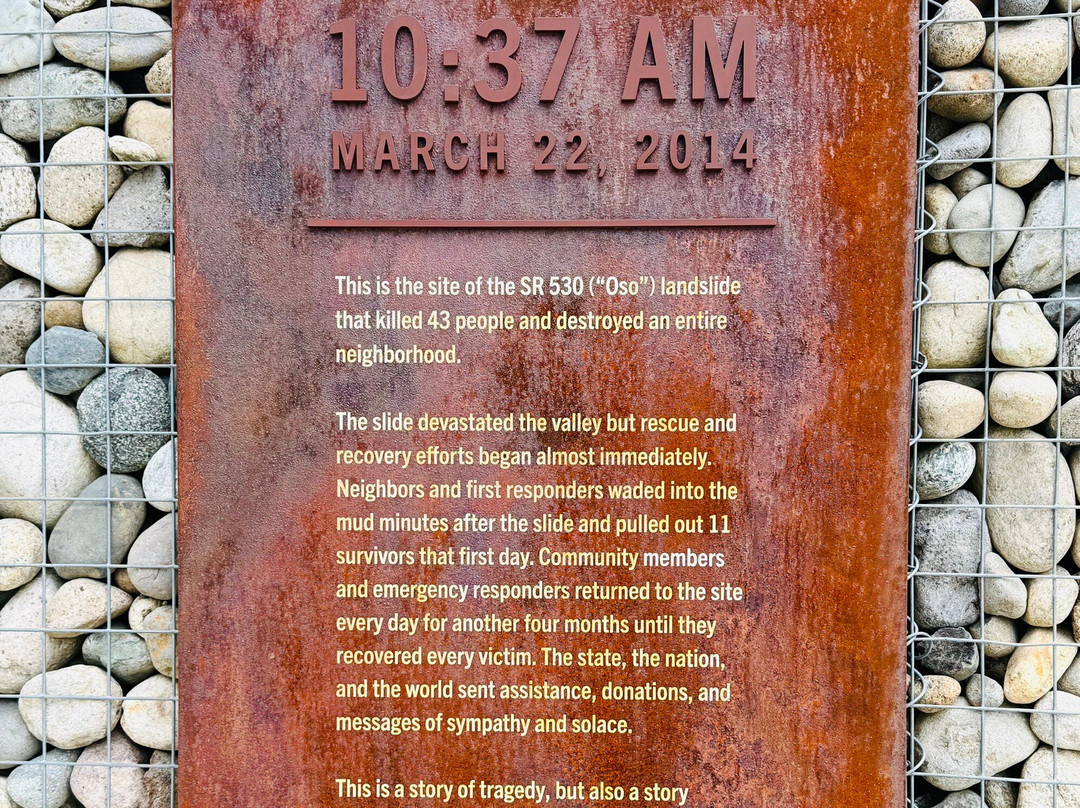 10:37 AM
MARCH 22, 2014
This is the site of the SR 530 (“Oso”) landslide
that killed 43 people and destroyed an entire
neighborhood.
The slide devastated the valley but rescue and
recovery efforts began almost immediately.
Neighbors and first responders waded into the
mud minutes after the slide and pulled out 11
survivors that first day. Community members
and emergency responders returned to the site
every day for another four months until they
recovered every victim. The state, the nation,
and the world sent assistance, donations, and
messages of sympathy and solace.
This is a story of tragedy, but also a story